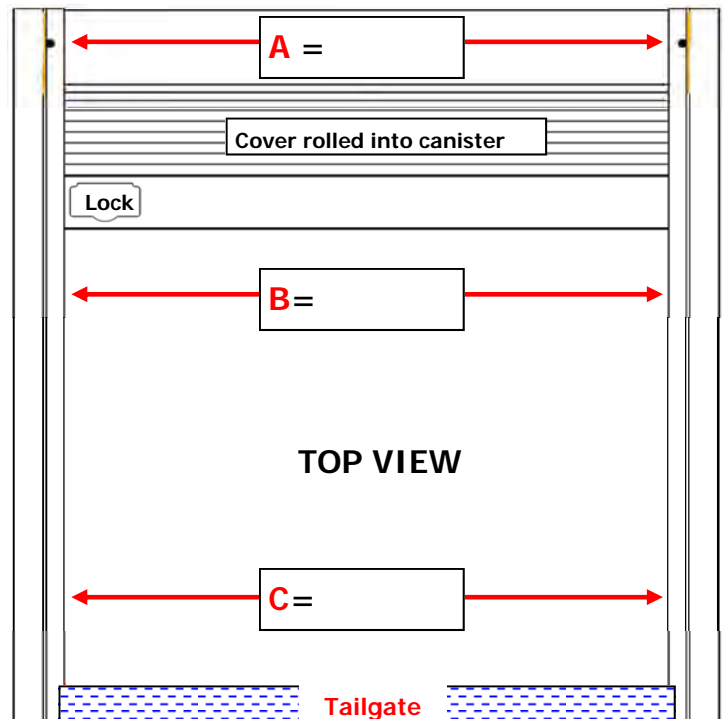 A =
Cover rolled into canister
Lock
B=
TOP VIEW
C=
Tailgate